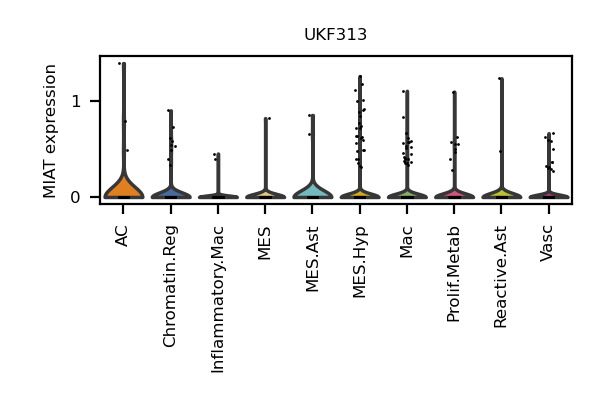 UKF313
MIAT expression
1
0
AC
Chromatin.Reg
Inflammatory.Mac
MES
MES.Ast
MES.Hyp
Mac
Prolif.Metab
Reactive.Ast
Vasc